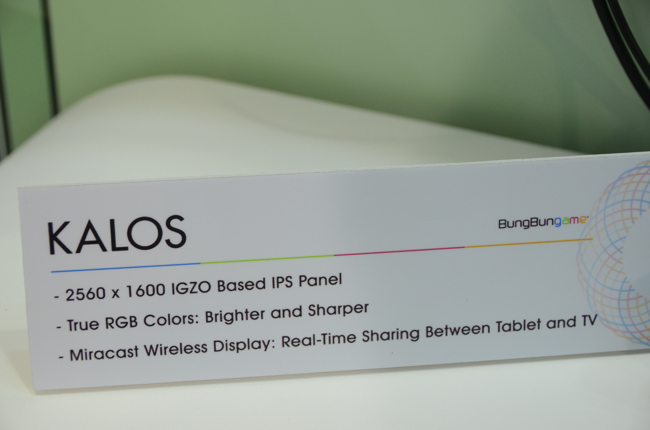 KALOS
BungBungame
- 2560 x 1600 IGZO Based IPS Panel
- True RGB Colors: Brighter and Sharper
- Miracast Wireless Display: Real-Time Sharing Between Tablet and TV